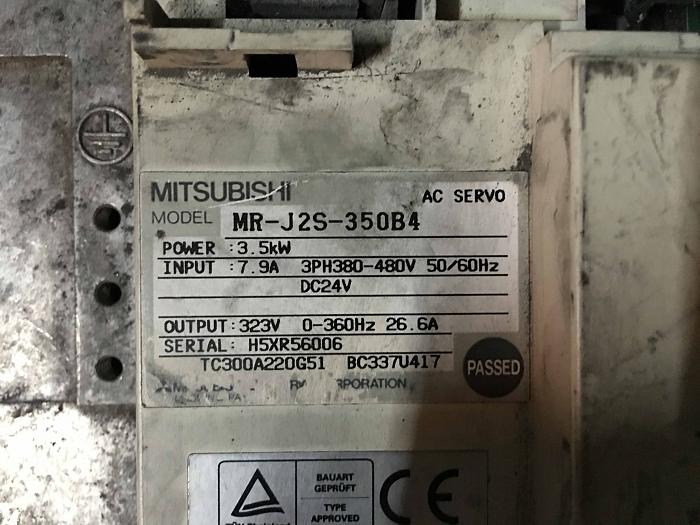 MITSUBISHI
AC SERVO
MODEL MR-J2S-350B4
POWER :3.5kW
INPUT :7.9A 3PH380-480V 50/60Hz
DC24V
OUTPUT:323V 0-360Hz 26.6A
SERIAL: H5XR56006
TC300A220G51 BC337U417
PASSED
BAUART
GEPRÜFT
TYPE
APPROVED
CE